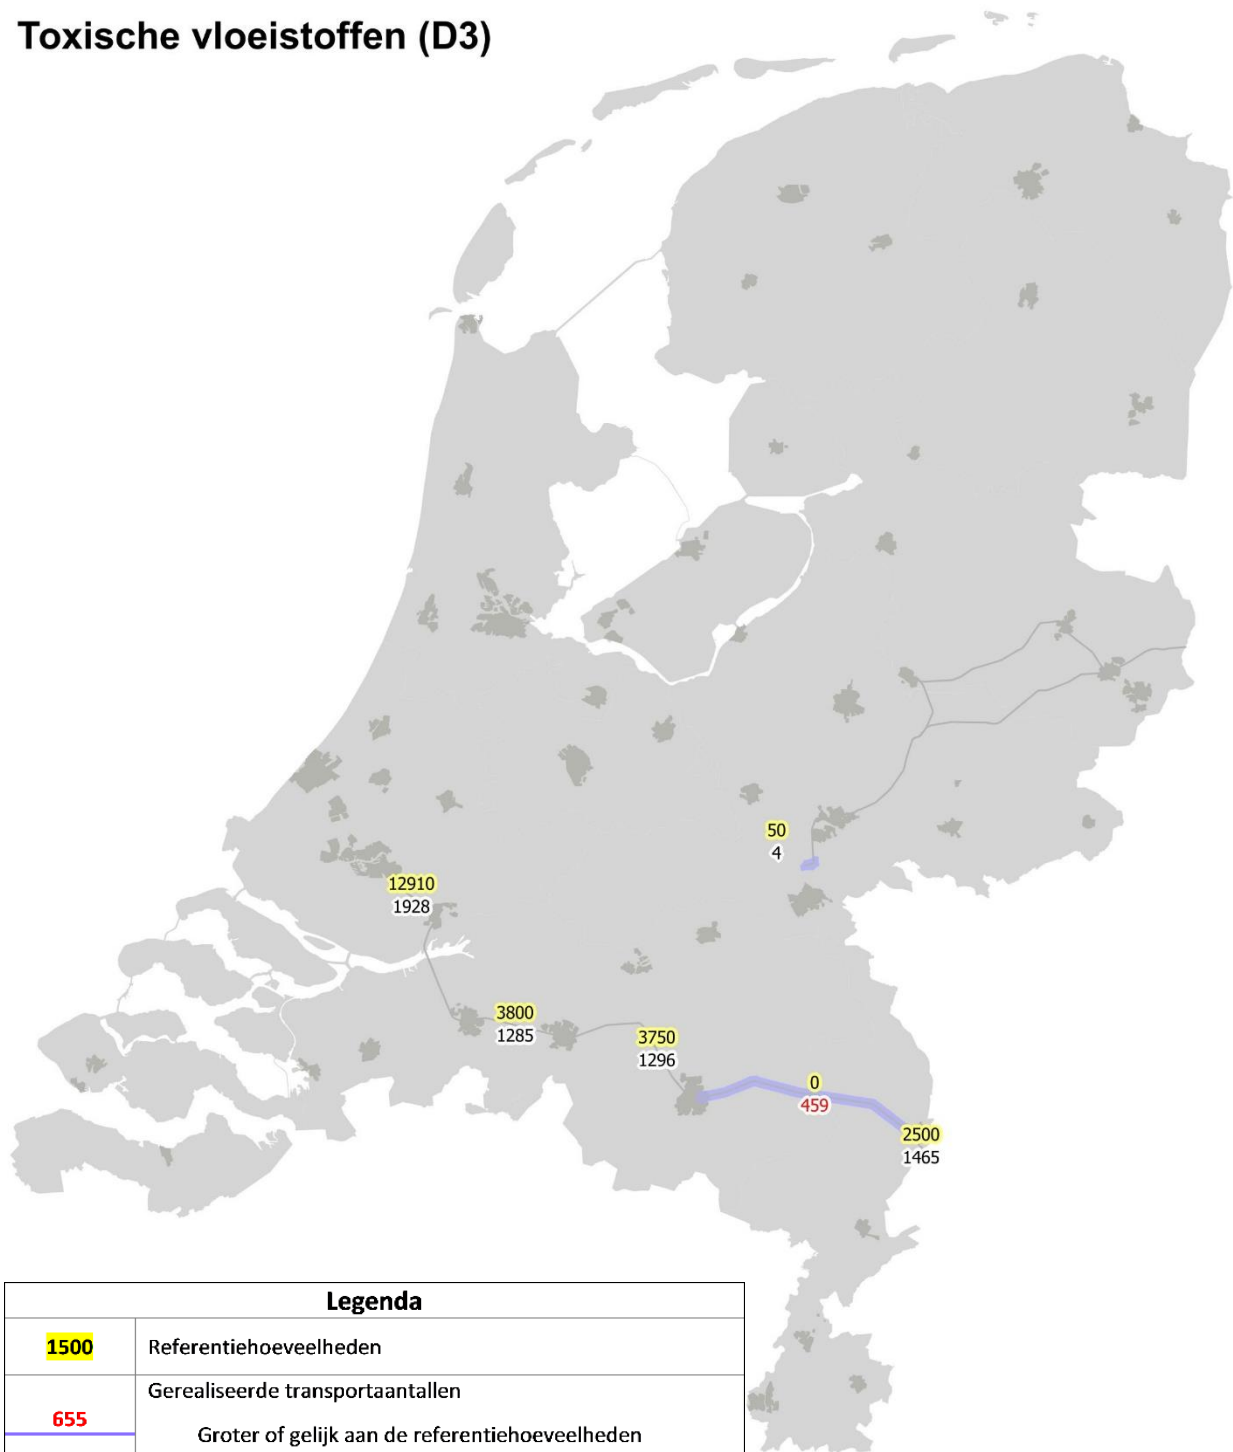 Toxische vloeistoffen (D3)
50
4
12910
1928
3800
1285
3750
1296
0
459
2500
1465
Legenda
1500 Referentiehoeveelheden
Gerealiseerde transportaantallen
655
Groter of gelijk aan de referentiehoeveelheden